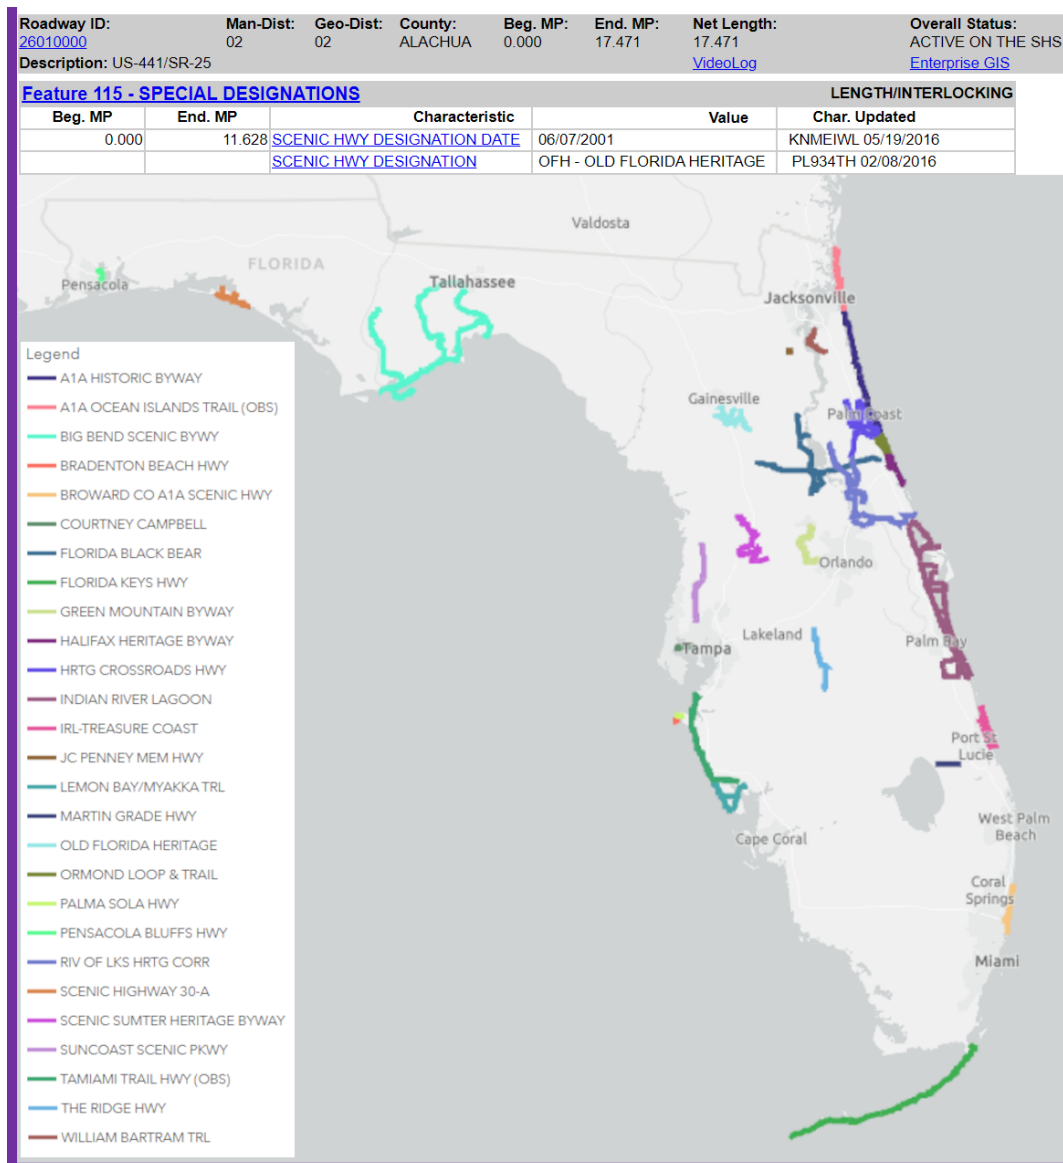 Roadway ID: Man-Dist: Geo-Dist: County: Beg. MP: End. MP: Net Length: Overall Status:
26010000 02 02 ALACHUA 0.000 17.471 17.471 ACTIVE ON THE SHS
Description: US-441/SR-25 VideoLog Enterprise GIS
Feature 115 - SPECIAL DESIGNATIONS LENGTH/INTERLOCKING
Beg. MP End. MP Characteristic Value Char. Updated
0.000 11.628 SCENIC HWY DESIGNATION DATE 06/07/2001 KNMEIWL 05/19/2016
SCENIC HWY DESIGNATION OFH - OLD FLORIDA HERITAGE PL934TH 02/08/2016
Valdosta
FLORIDA
Pensacola
Tallahassee
Jacksonville
Gainesville
Palm Coast
Orlando
Lakeland
Tampa
Palm Bay
Port St
Lucie
West Palm
Beach
Cape Coral
Coral
Springs
Miami
Legend
A1A HISTORIC BYWAY
A1A OCEAN ISLANDS TRAIL (OBS)
BIG BEND SCENIC BYWY
BRADENTON BEACH HWY
BROWARD CO A1A SCENIC HWY
COURTNEY CAMPBELL
FLORIDA BLACK BEAR
FLORIDA KEYS HWY
GREEN MOUNTAIN BYWAY
HALIFAX HERITAGE BYWAY
HRTG CROSSROADS HWY
INDIAN RIVER LAGOON
IRL-TREASURE COAST
JC PENNEY MEM HWY
LEMON BAY/MYAKKA TRL
MARTIN GRADE HWY
OLD FLORIDA HERITAGE
ORMOND LOOP & TRAIL
PALMA SOLA HWY
PENSACOLA BLUFFS HWY
RIV OF LKS HRTG CORR
SCENIC HIGHWAY 30-A
SCENIC SUMTER HERITAGE BYWAY
SUNCOAST SCENIC PKWY
TAMIAMI TRAIL HWY (OBS)
THE RIDGE HWY
WILLIAM BARTRAM TRL